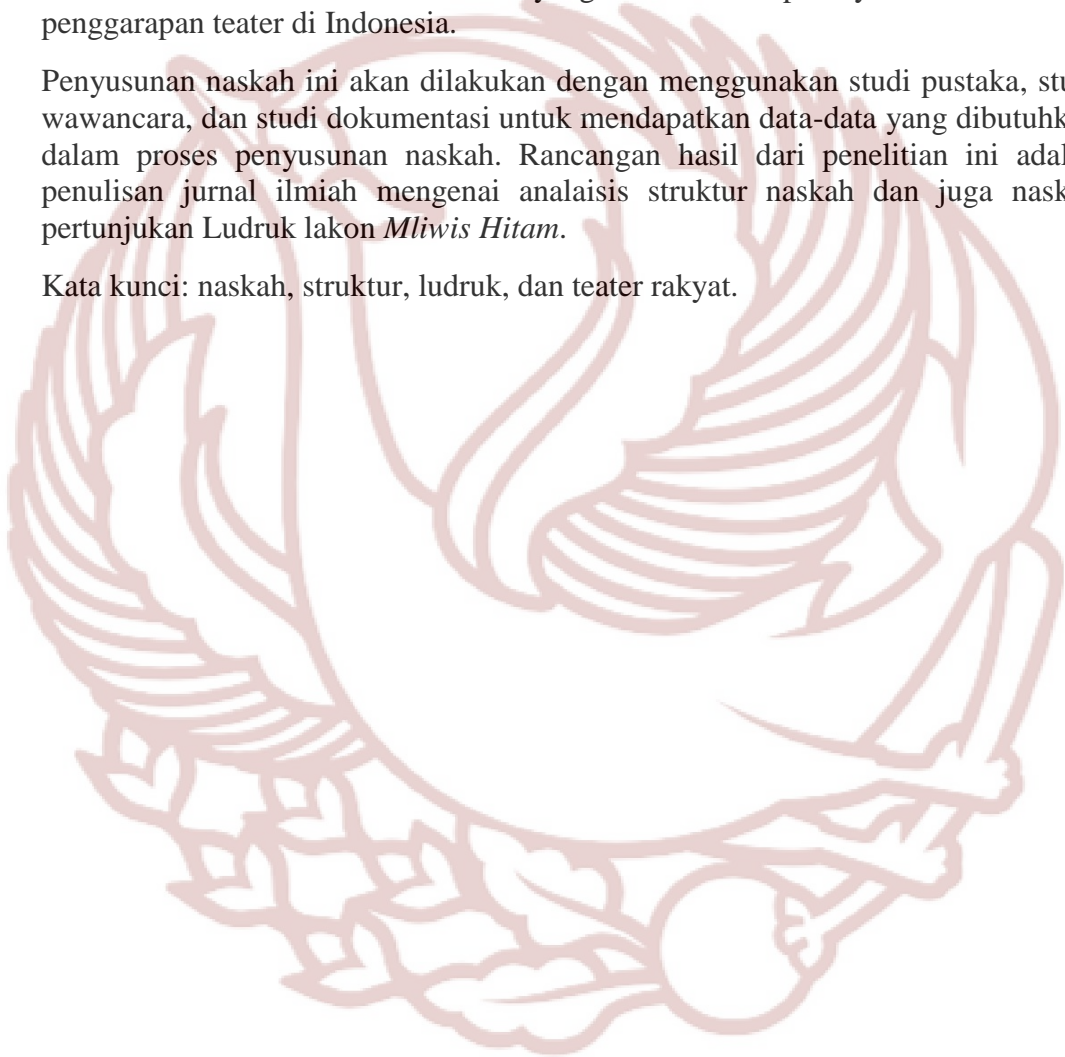 penggarapan teater di Indonesia.
Penyusunan naskah ini akan dilakukan dengan menggunakan studi pustaka, stu
wawancara, dan studi dokumentasi untuk mendapatkan data-data yang dibutuhk
dalam proses penyusunan naskah. Rancangan hasil dari penelitian ini adal
penulisan jurnal ilmiah mengenai analaisis struktur naskah dan juga nask
pertunjukan Ludruk lakon Mliwis Hitam.
Kata kunci: naskah, struktur, ludruk, dan teater rakyat.